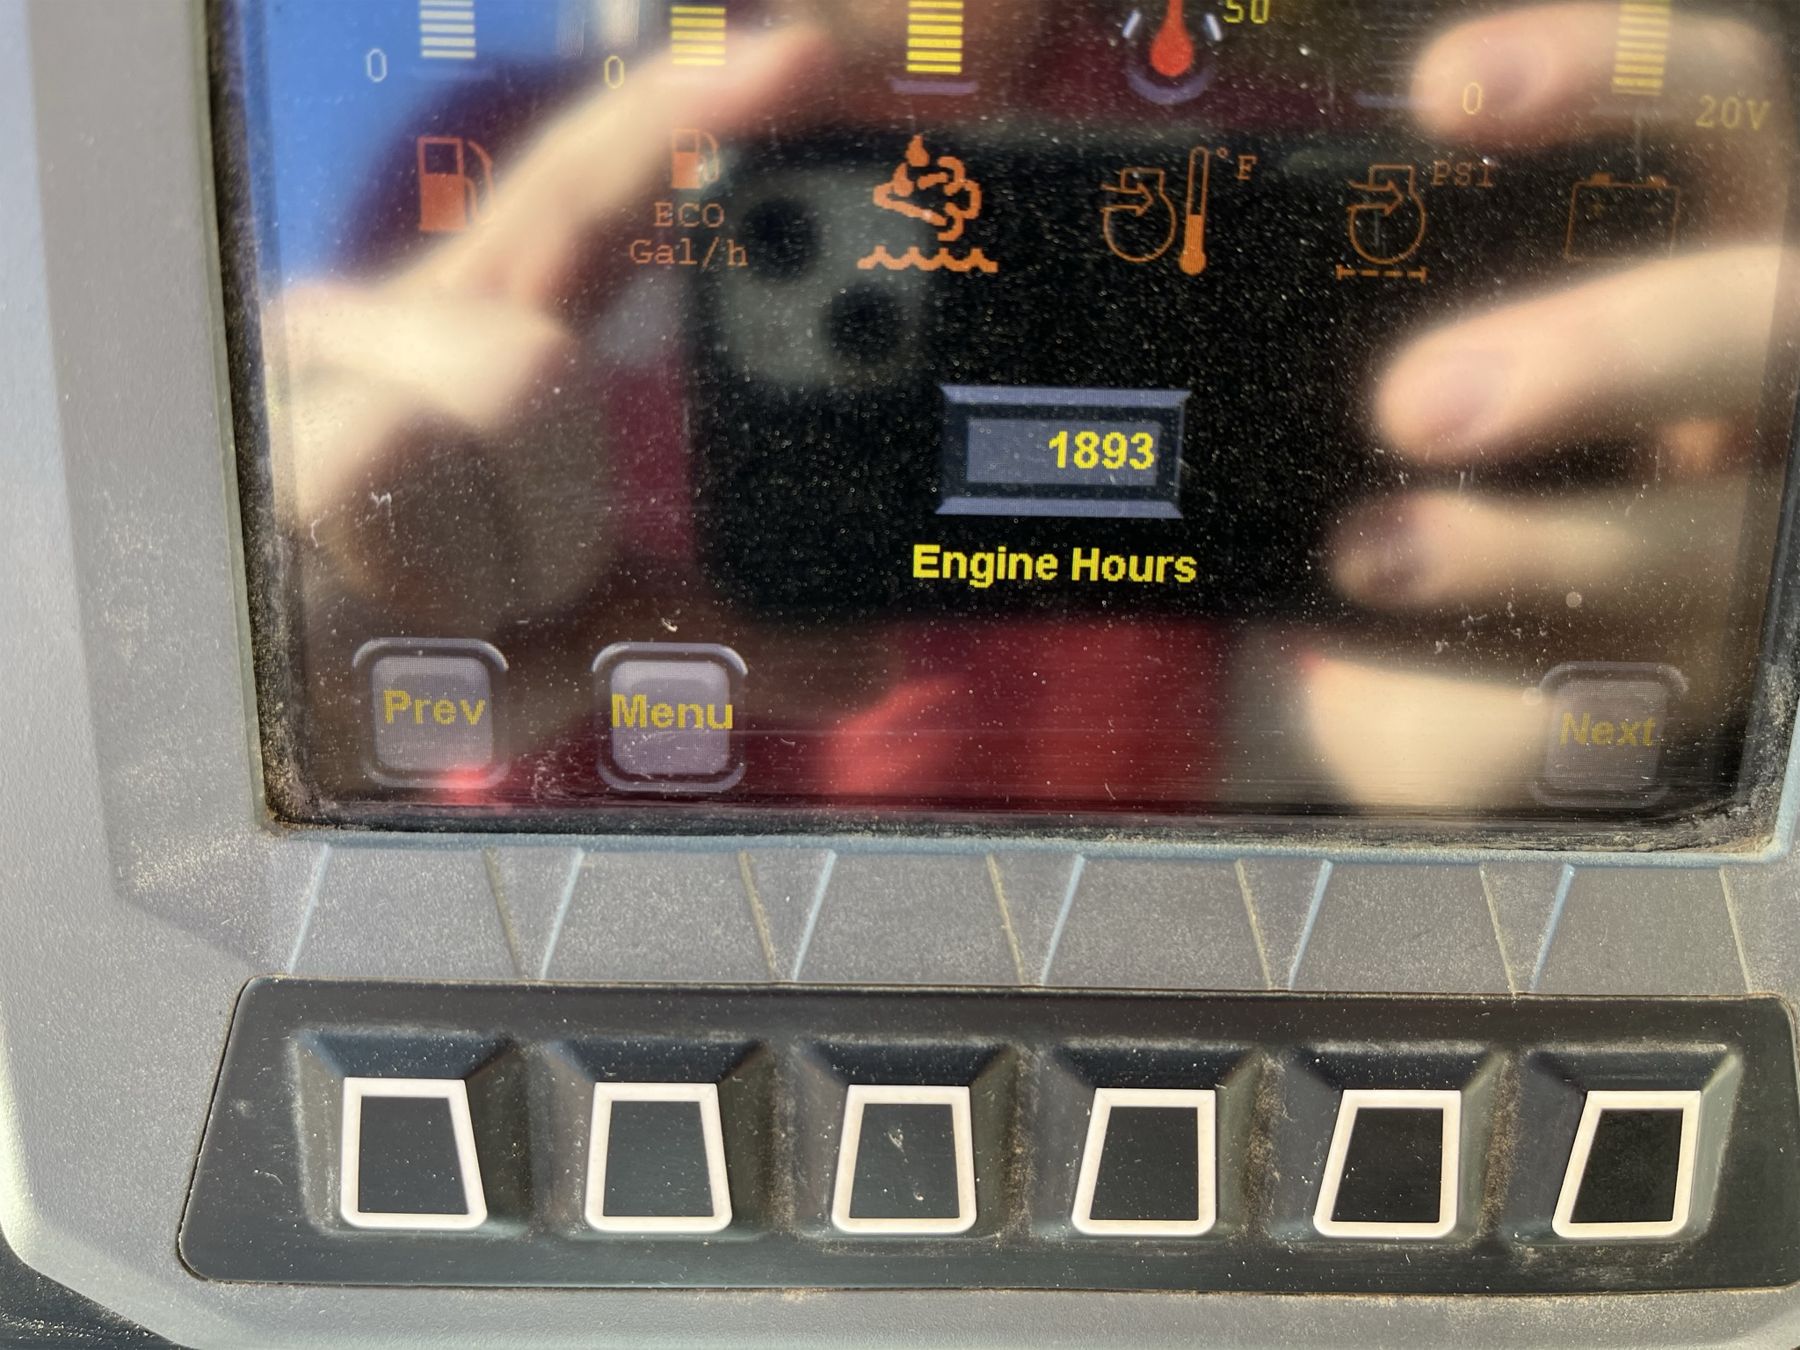 50
0
0
0
20V
°F
PSI
ECO
Gal/h
1893
Engine Hours
Prev
Menu
Next